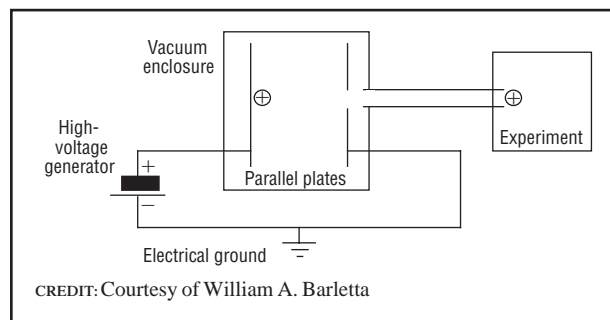 Vacuum
enclosure
High-
voltage
generator
+
−
Parallel plates
Experiment
Electrical ground
CREDIT: Courtesy of William A. Barletta